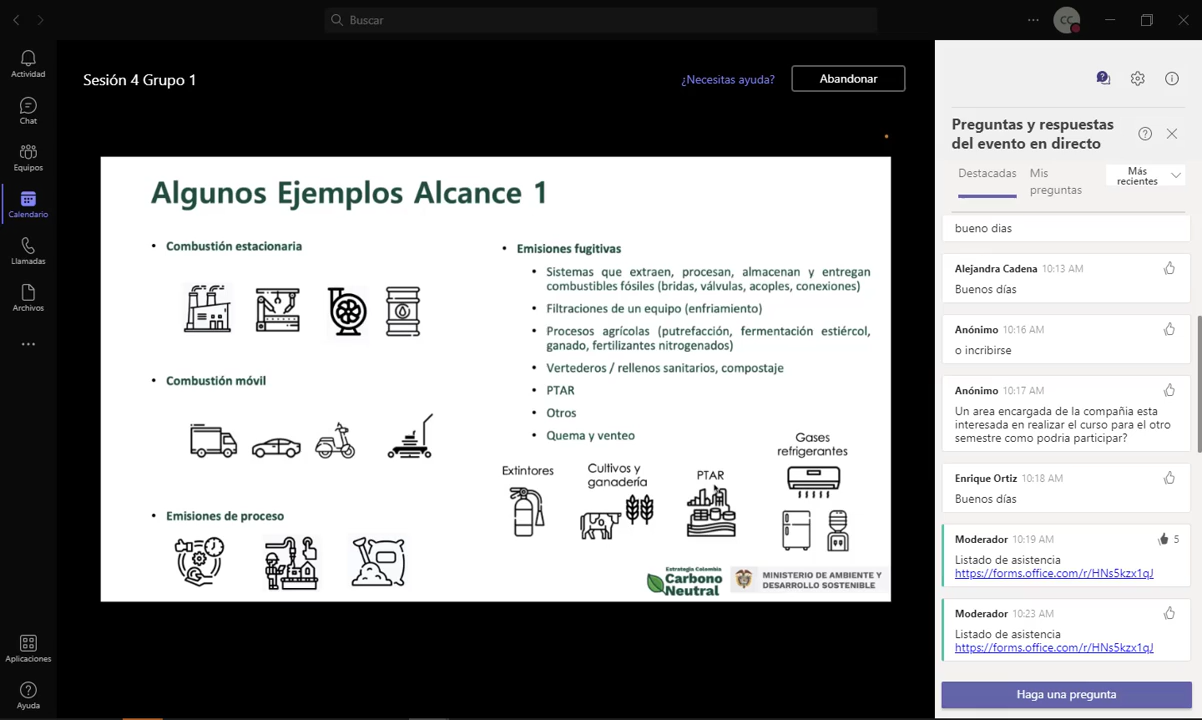 Buscar
CC
Actividad
Chat
Equipos
Calendario
Llamadas
Archivos
Aplicaciones
Ayuda
Sesión 4 Grupo 1
¿Necesitas ayuda?
Abandonar
Algunos Ejemplos Alcance 1
• Combustión estacionaria
• Combustión móvil
• Emisiones de proceso
• Emisiones fugitivas
• Sistemas que extraen, procesan, almacenan y entregan
combustibles fósiles (bridas, válvulas, acoples, conexiones)
• Filtraciones de un equipo (enfriamiento)
• Procesos agrícolas (putrefacción, fermentación estiércol,
ganado, fertilizantes nitrogenados)
• Vertederos / rellenos sanitarios, compostaje
• PTAR
• Otros
• Quema y venteo
Extintores
Cultivos y
ganadería
PTAR
Gases
refrigerantes
Estrategia Colombia
Carbono
Neutral
MINISTERIO DE AMBIENTE Y
DESARROLLO SOSTENIBLE
Preguntas y respuestas
del evento en directo
Destacadas
Mis
preguntas
Más
recientes
bueno dias
Alejandra Cadena 10:13 AM
Buenos días
Anónimo 10:16 AM
o incribirse
Anónimo 10:17 AM
Un area encargada de la compañia esta
interesada en realizar el curso para el otro
semestre como podria participar?
Enrique Ortiz 10:18 AM
Buenos días
Moderador 10:19 AM
5
Listado de asistencia
https://forms.office.com/r/HNs5kzx1qJ
Moderador 10:23 AM
Listado de asistencia
https://forms.office.com/r/HNs5kzx1qJ
Haga una pregunta